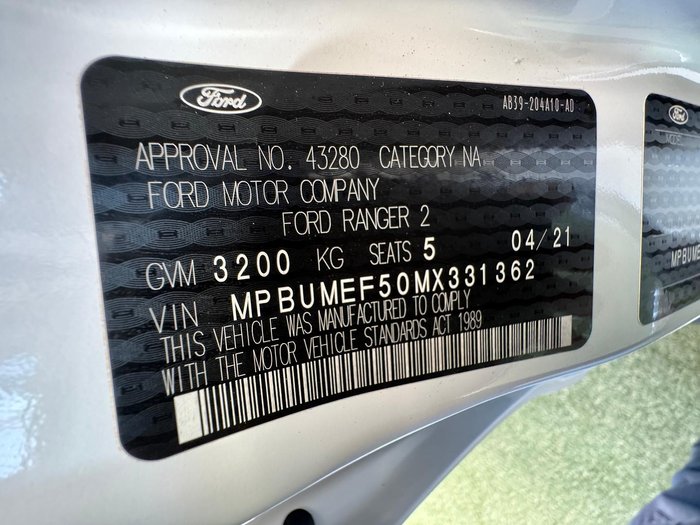 Ford
AB39-204A10-AD
APPROVAL NO. 43280 CATEGORY NA
FORD MOTOR COMPANY
FORD RANGER 2
GVM 3200 KG SEATS 5 04/21
VIN MPBUMEF50MX331362
THIS VEHICLE WAS MANUFACTURED TO COMPLY
WITH THE MOTOR VEHICLE STANDARDS ACT 1989
Ford